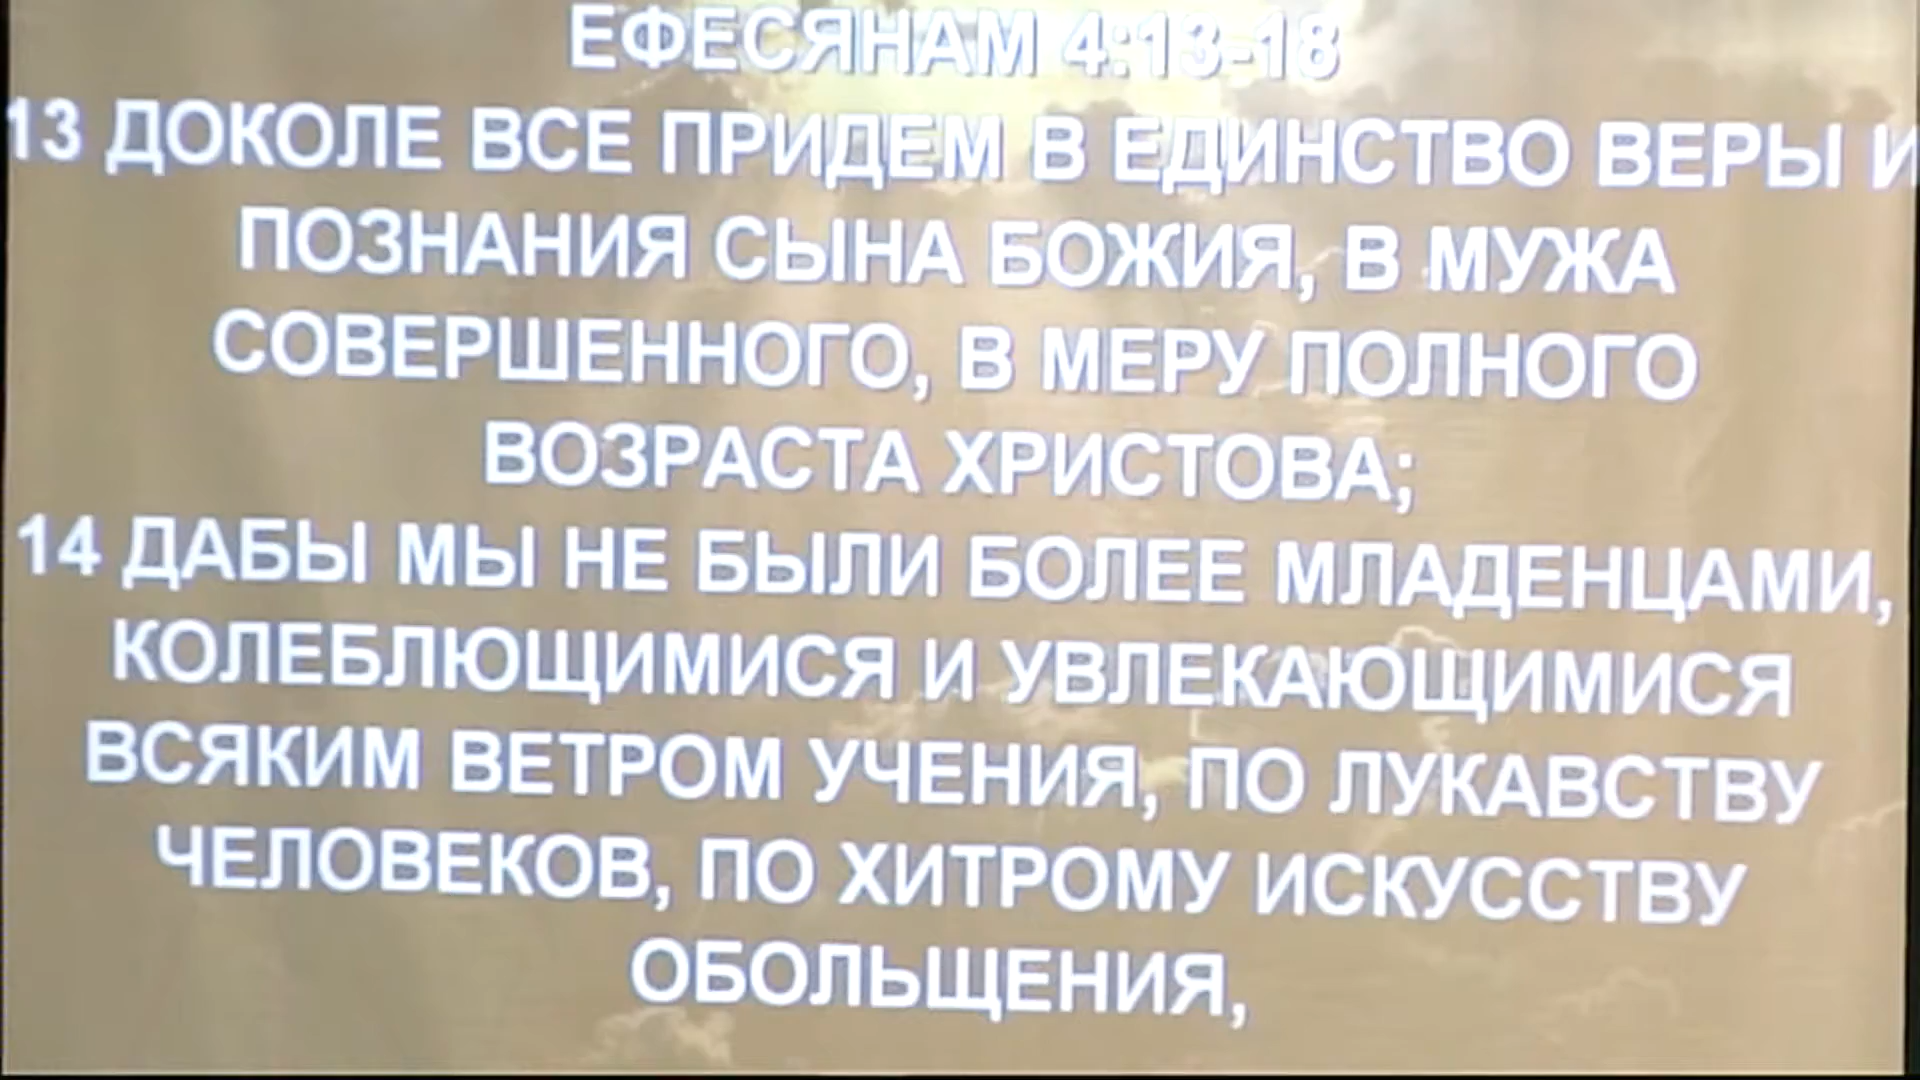 ЕФЕСЯНАМ 4:13-18
13 ДОКОЛЕ ВСЕ ПРИДЕМ В ЕДИНСТВО ВЕРЫ И
ПОЗНАНИЯ СЫНА БОЖИЯ, В МУЖА
СОВЕРШЕННОГО, В МЕРУ ПОЛНОГО
ВОЗРАСТА ХРИСТОВА;
14 ДАБЫ МЫ НЕ БЫЛИ БОЛЕЕ МЛАДЕНЦАМИ,
КОЛЕБЛЮЩИМИСЯ И УВЛЕКАЮЩИМИСЯ
ВСЯКИМ ВЕТРОМ УЧЕНИЯ, ПО ЛУКАВСТВУ
ЧЕЛОВЕКОВ, ПО ХИТРОМУ ИСКУССТВУ
ОБОЛЬЩЕНИЯ,